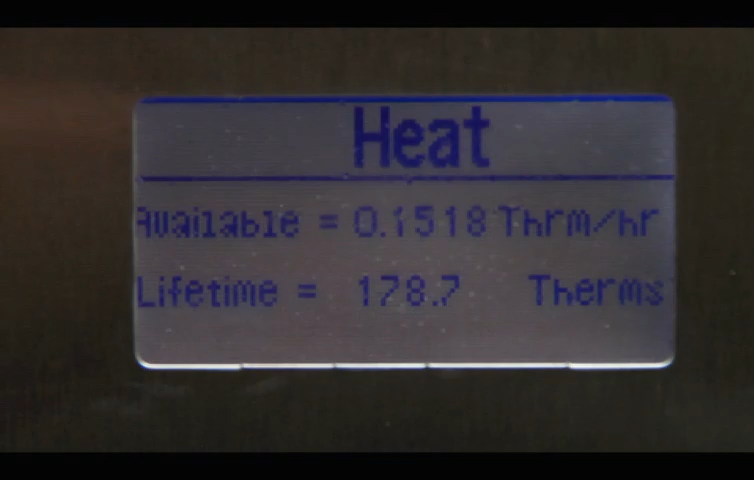 Heat
Available = 0.1518 Thrm/hr
Lifetime = 178.7 Therms